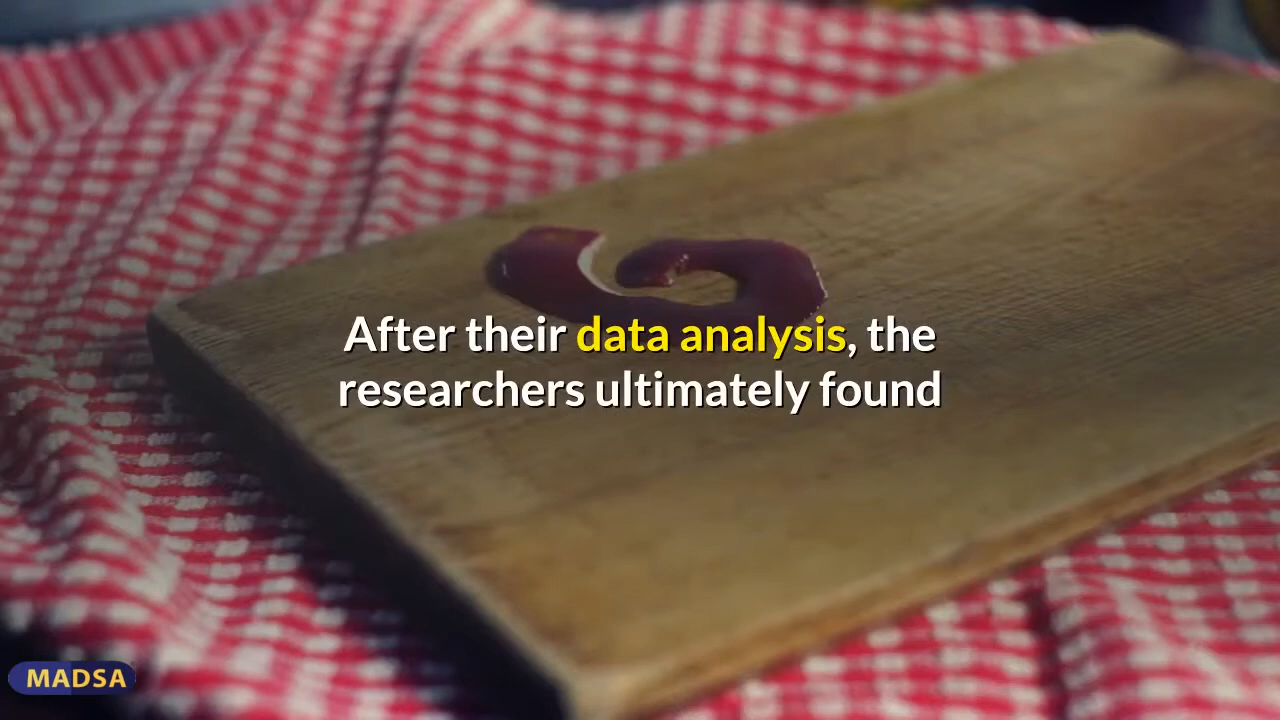 After their data analysis, the
researchers ultimately found
MADSA